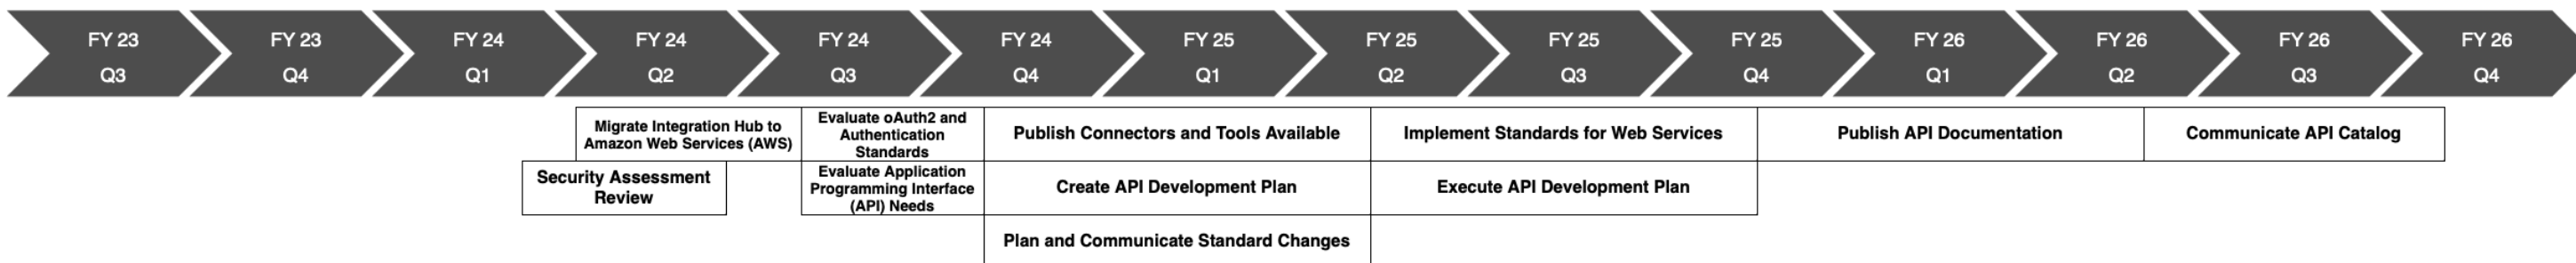 FY 23 FY 23 FY 24 FY 24 FY 24 FY 24 FY 25 FY 25 FY 25 FY 25 FY 26 FY 26 FY 26 FY 26
Q3 Q4 Q1 Q2 Q3 Q4 Q1 Q2 Q3 Q4 Q1 Q2 Q3 Q4
Migrate Integration Hub to
Amazon Web Services (AWS)
Evaluate oAuth2 and
Authentication
Standards
Publish Connectors and Tools Available
Implement Standards for Web Services
Publish API Documentation
Communicate API Catalog
Security Assessment
Review
Evaluate Application
Programming Interface
(API) Needs
Create API Development Plan
Execute API Development Plan
Plan and Communicate Standard Changes